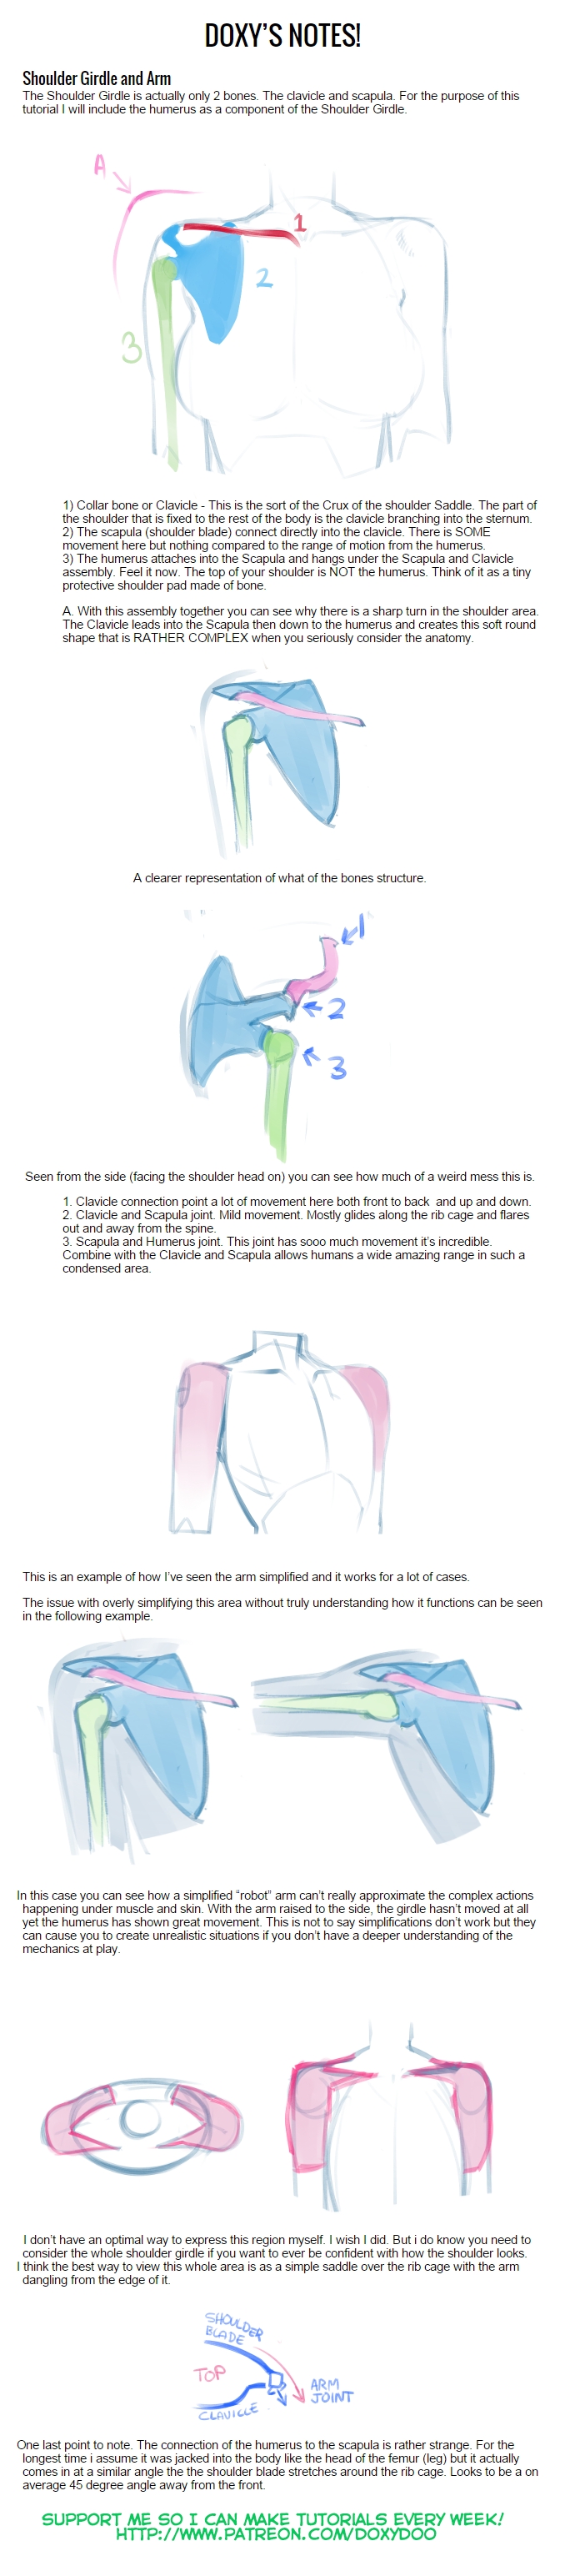 DOXY'S NOTES!
Shoulder Girdle and Arm
The Shoulder Girdle is actually only 2 bones. The clavicle and scapula. For the purpose of this
tutorial I will include the humerus as a component of the Shoulder Girdle.
A
1
2
3
1) Collar bone or Clavicle - This is the sort of the Crux of the shoulder Saddle. The part of
the shoulder that is fixed to the rest of the body is the clavicle branching into the sternum.
2) The scapula (shoulder blade) connect directly into the clavicle. There is SOME
movement here but nothing compared to the range of motion from the humerus.
3) The humerus attaches into the Scapula and hangs under the Scapula and Clavicle
assembly. Feel it now. The top of your shoulder is NOT the humerus. Think of it as a tiny
protective shoulder pad made of bone.
A. With this assembly together you can see why there is a sharp turn in the shoulder area.
The Clavicle leads into the Scapula then down to the humerus and creates this soft round
shape that is RATHER COMPLEX when you seriously consider the anatomy.
A clearer representation of what of the bones structure.
1
2
3
Seen from the side (facing the shoulder head on) you can see how much of a weird mess this is.
1. Clavicle connection point a lot of movement here both front to back and up and down.
2. Clavicle and Scapula joint. Mild movement. Mostly glides along the rib cage and flares
out and away from the spine.
3. Scapula and Humerus joint. This joint has sooo much movement it's incredible.
Combine with the Clavicle and Scapula allows humans a wide amazing range in such a
condensed area.
This is an example of how I've seen the arm simplified and it works for a lot of cases.
The issue with overly simplifying this area without truly understanding how it functions can be seen
in the following example.
In this case you can see how a simplified "robot" arm can't really approximate the complex actions
happening under muscle and skin. With the arm raised to the side, the girdle hasn't moved at all
yet the humerus has shown great movement. This is not to say simplifications don't work but they
can cause you to create unrealistic situations if you don't have a deeper understanding of the
mechanics at play.
I don't have an optimal way to express this region myself. I wish I did. But i do know you need to
consider the whole shoulder girdle if you want to ever be confident with how the shoulder looks.
I think the best way to view this whole area is as a simple saddle over the rib cage with the arm
dangling from the edge of it.
SHOULDER
BLADE
TOP
ARM
JOINT
CLAVICLE
One last point to note. The connection of the humerus to the scapula is rather strange. For the
longest time i assume it was jacked into the body like the head of the femur (leg) but it actually
comes in at a similar angle the the shoulder blade stretches around the rib cage. Looks to be a on
average 45 degree angle away from the front.
SUPPORT ME SO I CAN MAKE TUTORIALS EVERY WEEK!
HTTP://WWW.PATREON.COM/DOXYDOO